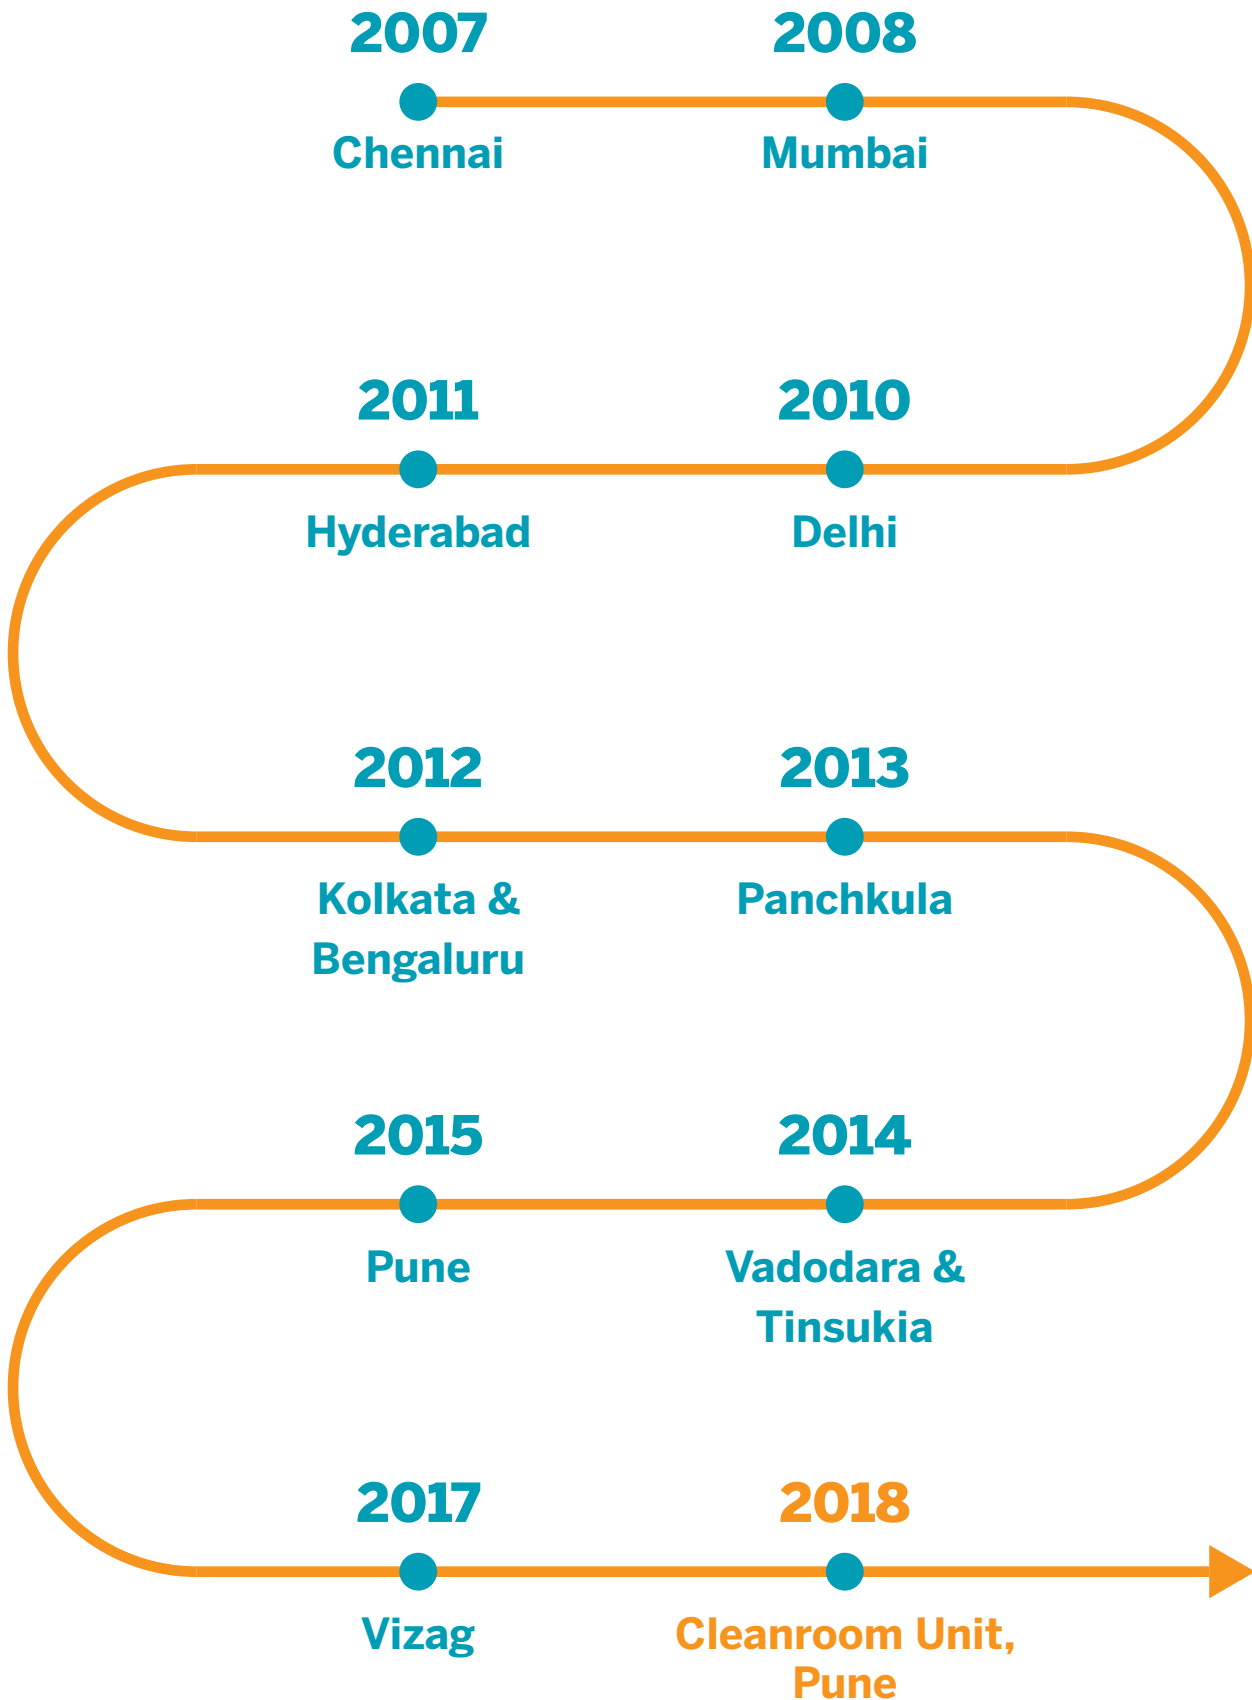 2007
Chennai
2008
Mumbai
2010
Delhi
2011
Hyderabad
2012
Kolkata &
Bengaluru
2013
Panchkula
2014
Vadodara &
Tinsukia
2015
Pune
2017
Vizag
2018
Cleanroom Unit,
Pune